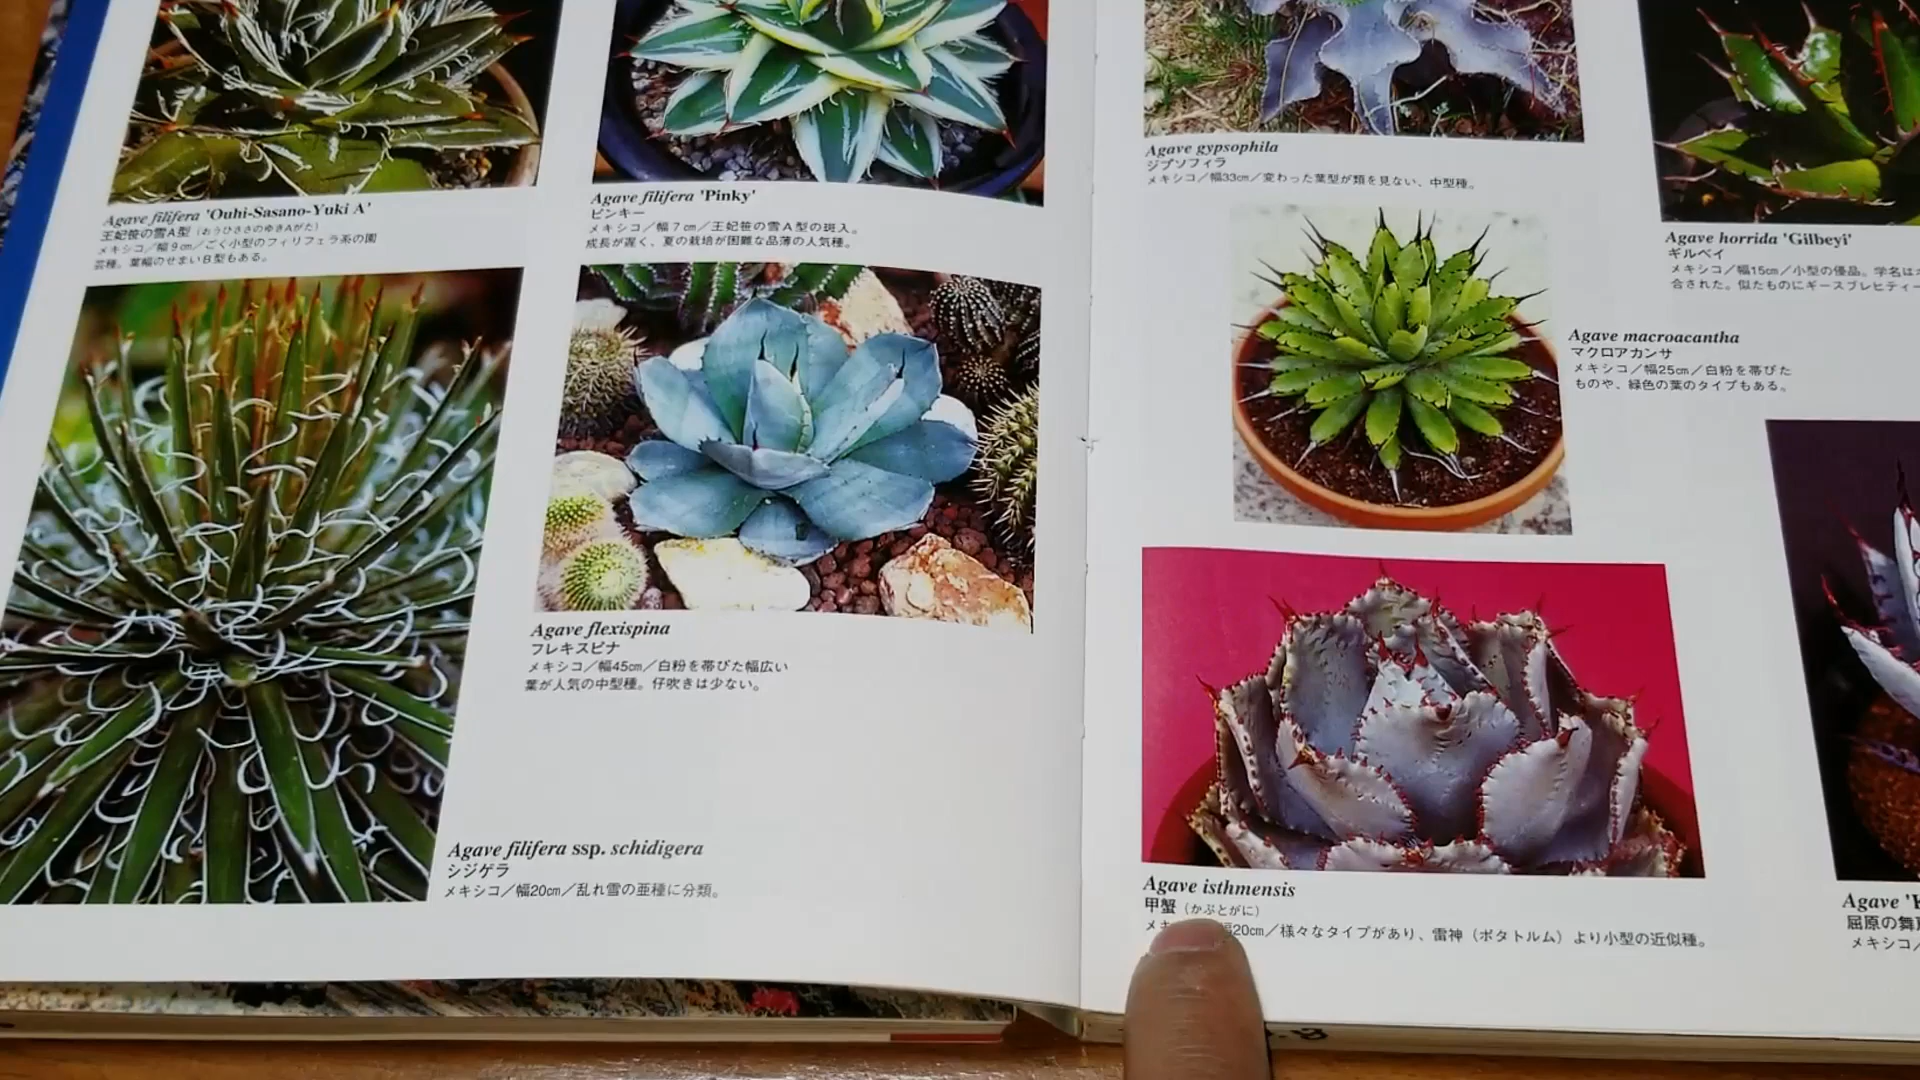 Agave filifera 'Ouhi-Sasano-Yuki A'
王妃笹の雪A型（おうひささのゆきAがた）
メキシコ／幅9㎝／ごく小型のフィリフェラ系の園
芸種。葉幅のせまいB型もある。
Agave filifera 'Pinky'
ピンキー
メキシコ／幅7㎝／王妃笹の雪A型の斑入。
成長が遅く、夏の栽培が困難な品薄の人気種。
Agave flexispina
フレキスピナ
メキシコ／幅45㎝／白粉を帯びた幅広い
葉が人気の中型種。仔吹きは少ない。
Agave filifera ssp. schidigera
シジゲラ
メキシコ／幅20㎝／乱れ雪の亜種に分類。
Agave gypsophila
ジプソフィラ
メキシコ／幅33㎝／変わった葉型が類を見ない、中型種。
Agave horrida 'Gilbeyi'
ギルベイ
メキシコ／幅15㎝／小型の優品。学名は
合された。似たものにギースブレヒティー
Agave macroacantha
マクロアカンサ
メキシコ／幅25㎝／白粉を帯びた
ものや、緑色の葉のタイプもある。
Agave isthmensis
甲蟹（かぶとがに）
メキ 幅20㎝／様々なタイプがあり、雷神（ポタトルム）より小型の近似種。
Agave '
屈原の舞
メキシコ／